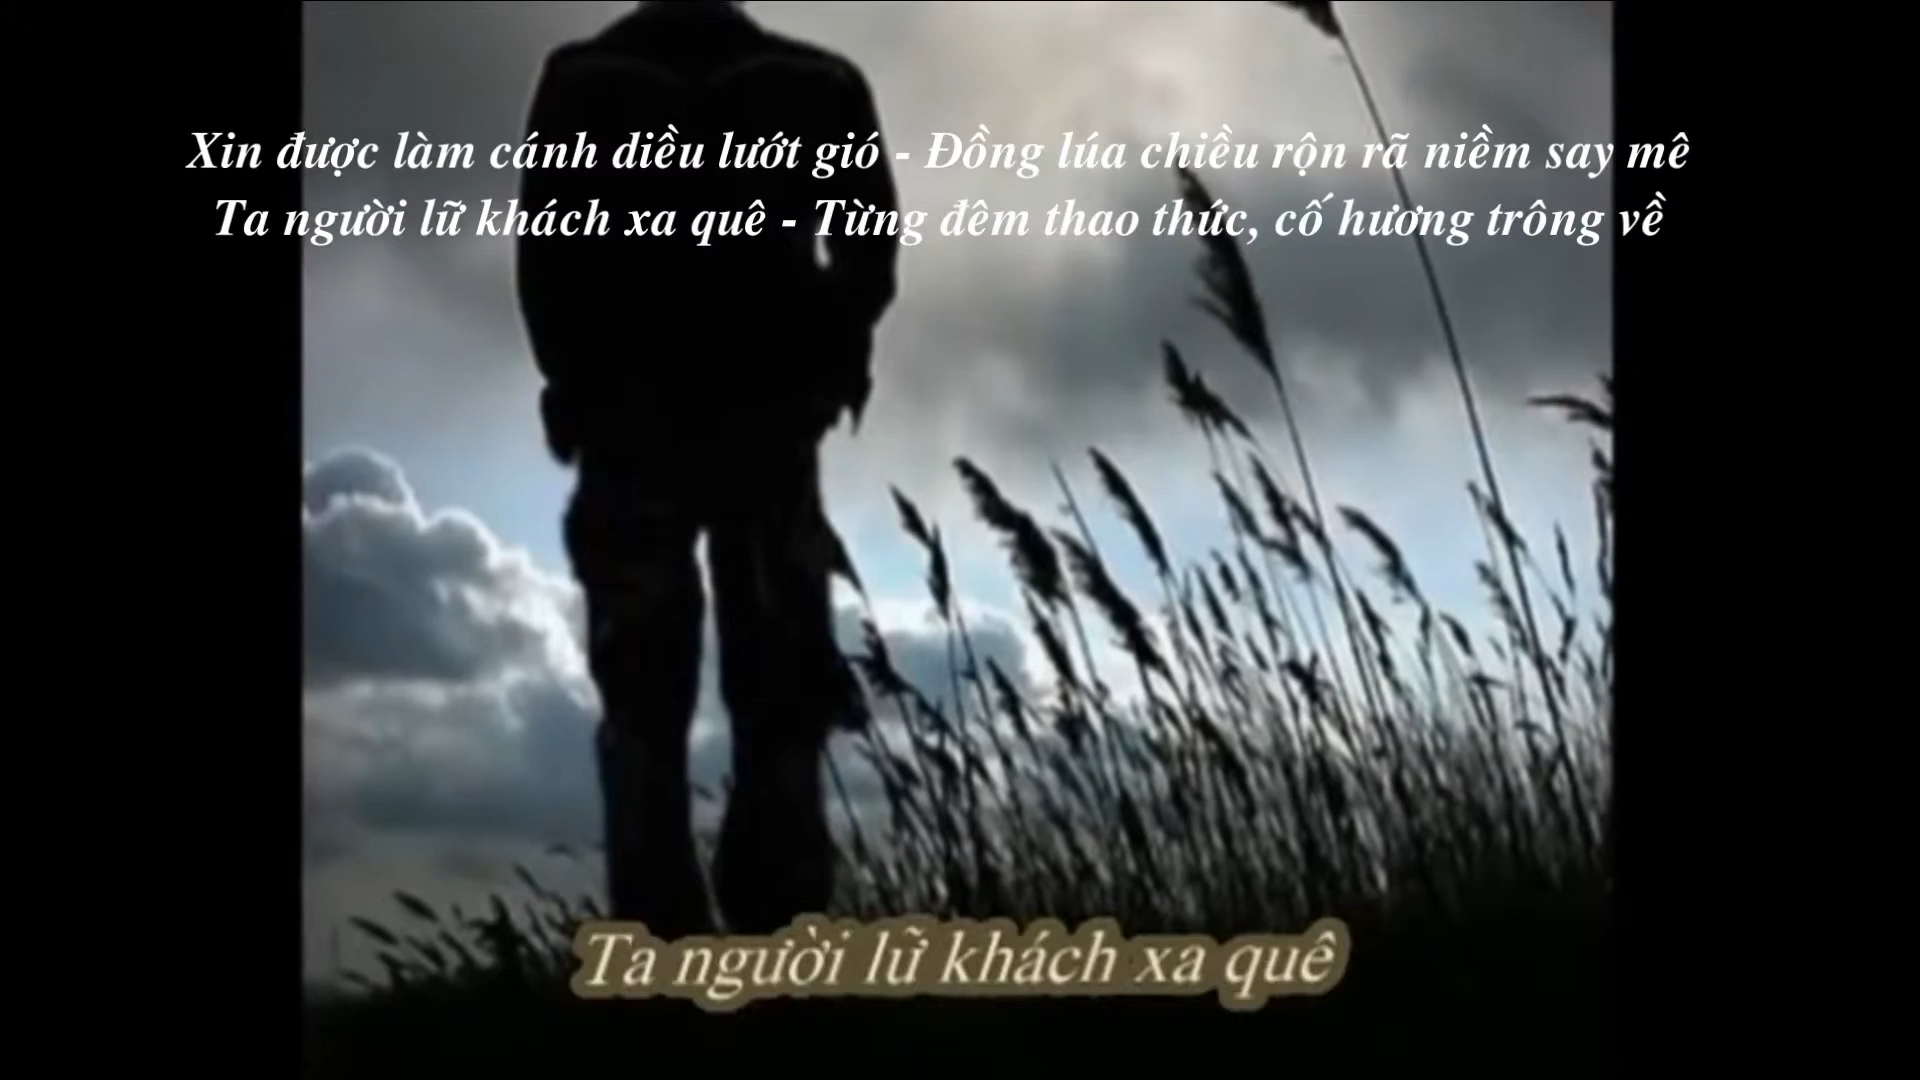 Xin được làm cánh diều lướt gió - Đồng lúa chiều rộn rã niềm say mê
Ta người lữ khách xa quê - Từng đêm thao thức, cố hương trông về
Ta người lữ khách xa quê